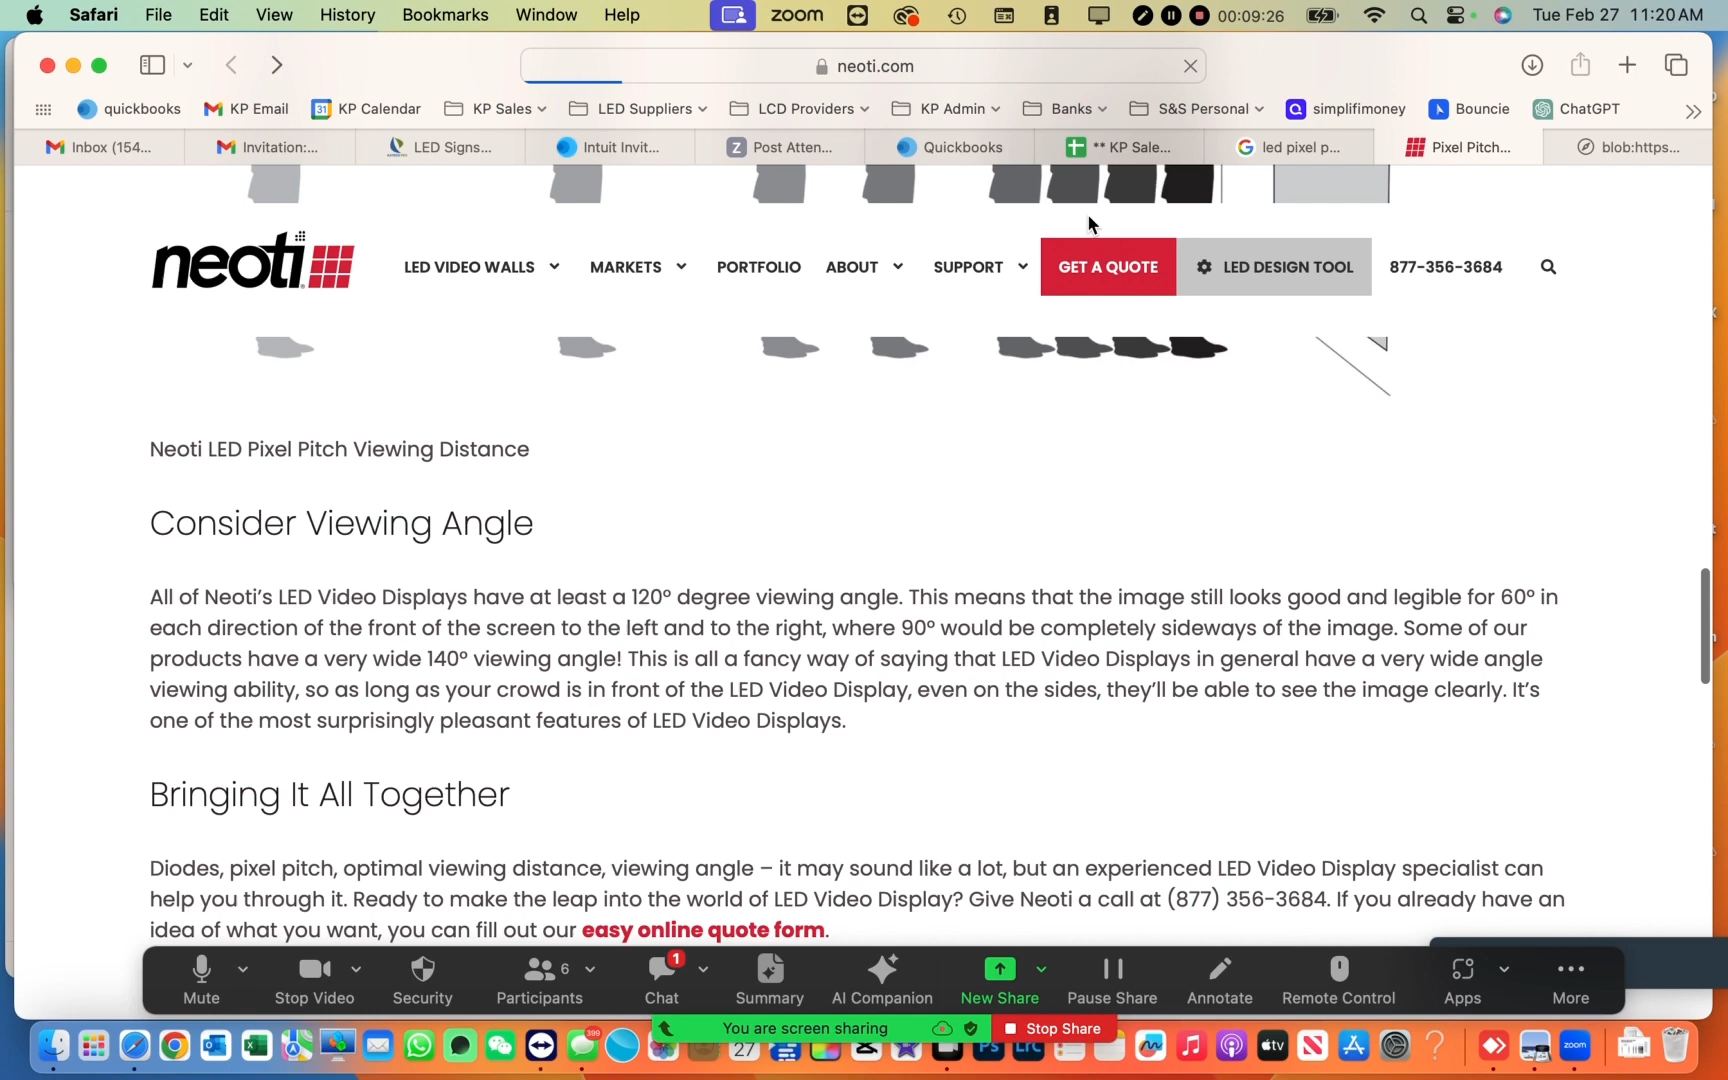 Safari File Edit View History Bookmarks Window Help zoom 00:09:26 Tue Feb 27 11:20 AM
neoti.com
quickbooks KP Email KP Calendar KP Sales LED Suppliers LCD Providers KP Admin Banks S&S Personal simplifimoney Bouncie ChatGPT
Inbox (154... Invitation:... LED Signs... Intuit Invit... Post Atten... Quickbooks ** KP Sale... led pixel p... Pixel Pitch... blob:https...
neoti LED VIDEO WALLS MARKETS PORTFOLIO ABOUT SUPPORT GET A QUOTE LED DESIGN TOOL 877-356-3684
Neoti LED Pixel Pitch Viewing Distance
Consider Viewing Angle
All of Neoti's LED Video Displays have at least a 120° degree viewing angle. This means that the image still looks good and legible for 60° in
each direction of the front of the screen to the left and to the right, where 90° would be completely sideways of the image. Some of our
products have a very wide 140° viewing angle! This is all a fancy way of saying that LED Video Displays in general have a very wide angle
viewing ability, so as long as your crowd is in front of the LED Video Display, even on the sides, they'll be able to see the image clearly. It's
one of the most surprisingly pleasant features of LED Video Displays.
Bringing It All Together
Diodes, pixel pitch, optimal viewing distance, viewing angle – it may sound like a lot, but an experienced LED Video Display specialist can
help you through it. Ready to make the leap into the world of LED Video Display? Give Neoti a call at (877) 356-3684. If you already have an
idea of what you want, you can fill out our easy online quote form.
6 1
Mute Stop Video Security Participants Chat Summary AI Companion New Share Pause Share Annotate Remote Control Apps More
You are screen sharing Stop Share
399 27 Ps LrC tv zoom